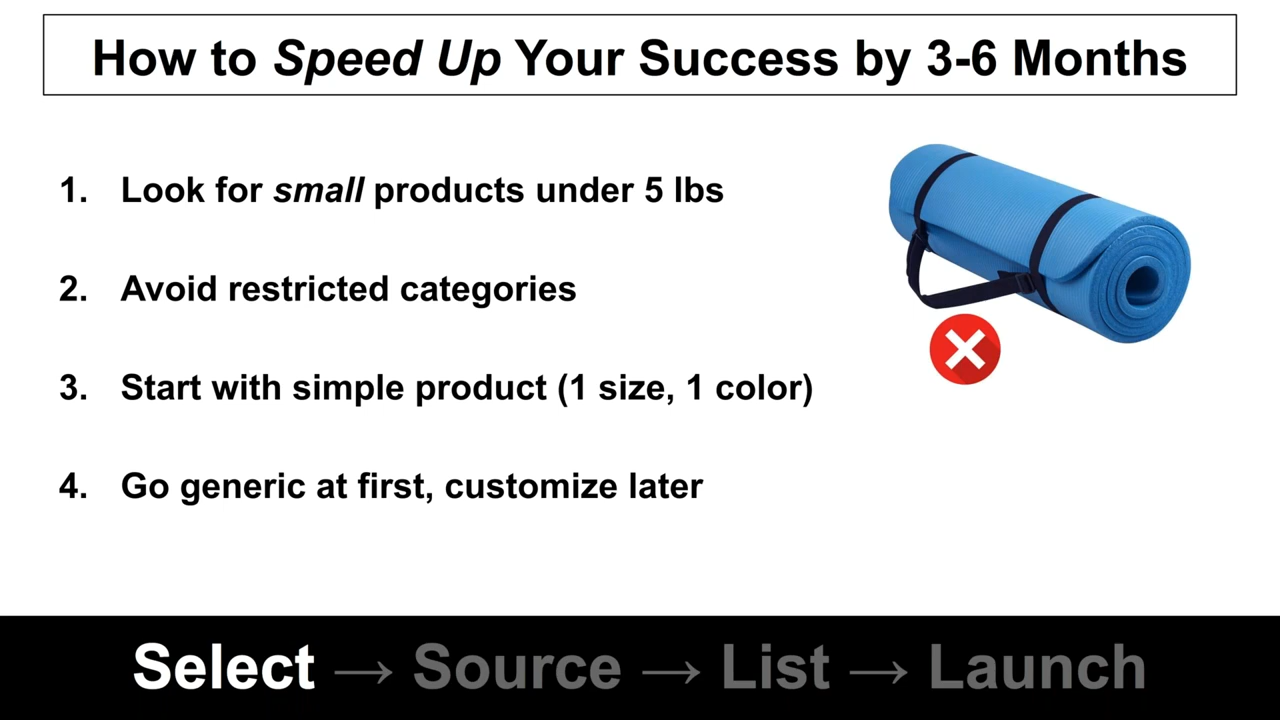 How to Speed Up Your Success by 3-6 Months
1. Look for small products under 5 lbs
2. Avoid restricted categories
3. Start with simple product (1 size, 1 color)
4. Go generic at first, customize later
Select → Source → List → Launch